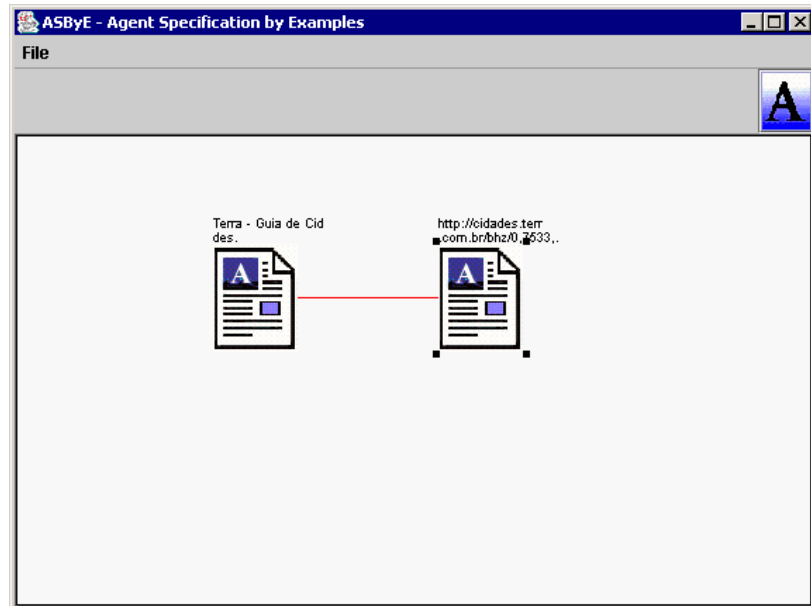 ASByE - Agent Specification by Examples
File
A
Terra - Guia de Cid
des.
http://cidades.terr
.com.br/bhz/0,7533,.
A
A